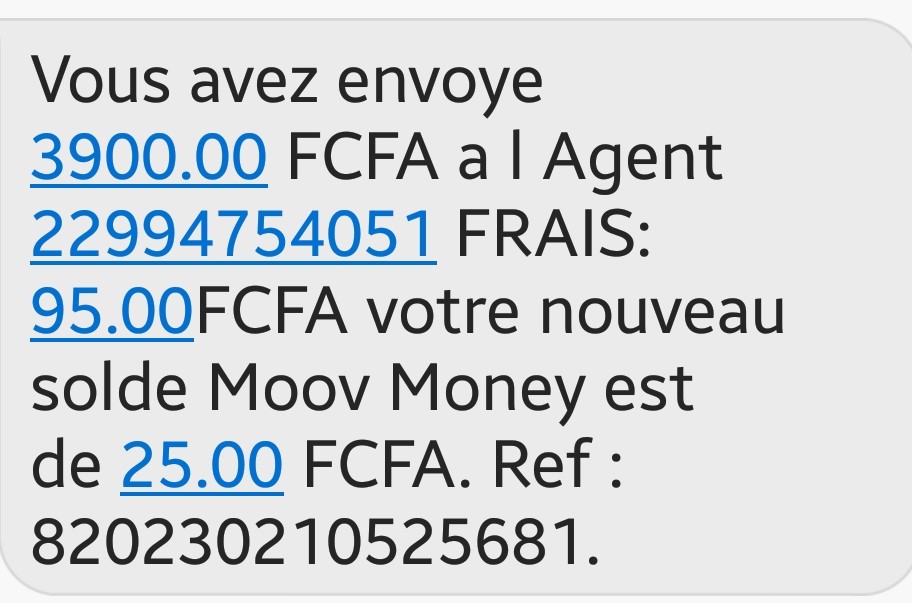 Vous avez envoye
3900.00 FCFA a l Agent
22994754051 FRAIS:
95.00FCFA votre nouveau
solde Moov Money est
de 25.00 FCFA. Ref :
820230210525681.